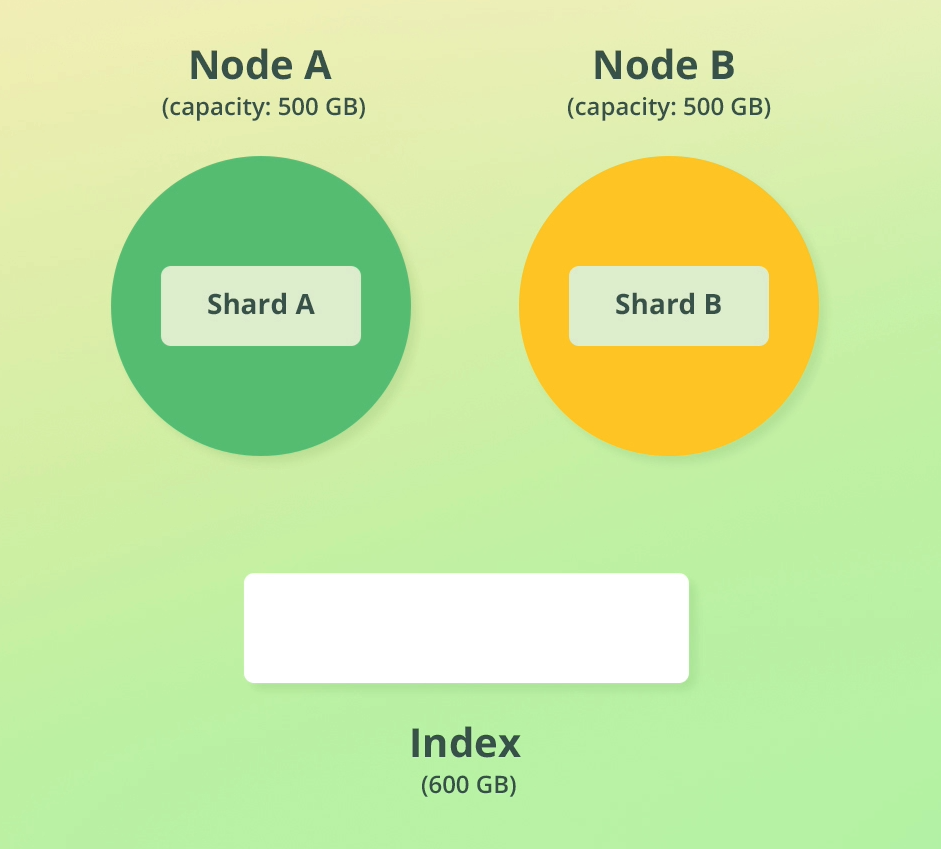 Node A
(capacity: 500 GB)
Node B
(capacity: 500 GB)
Shard A
Shard B
Index
(600 GB)